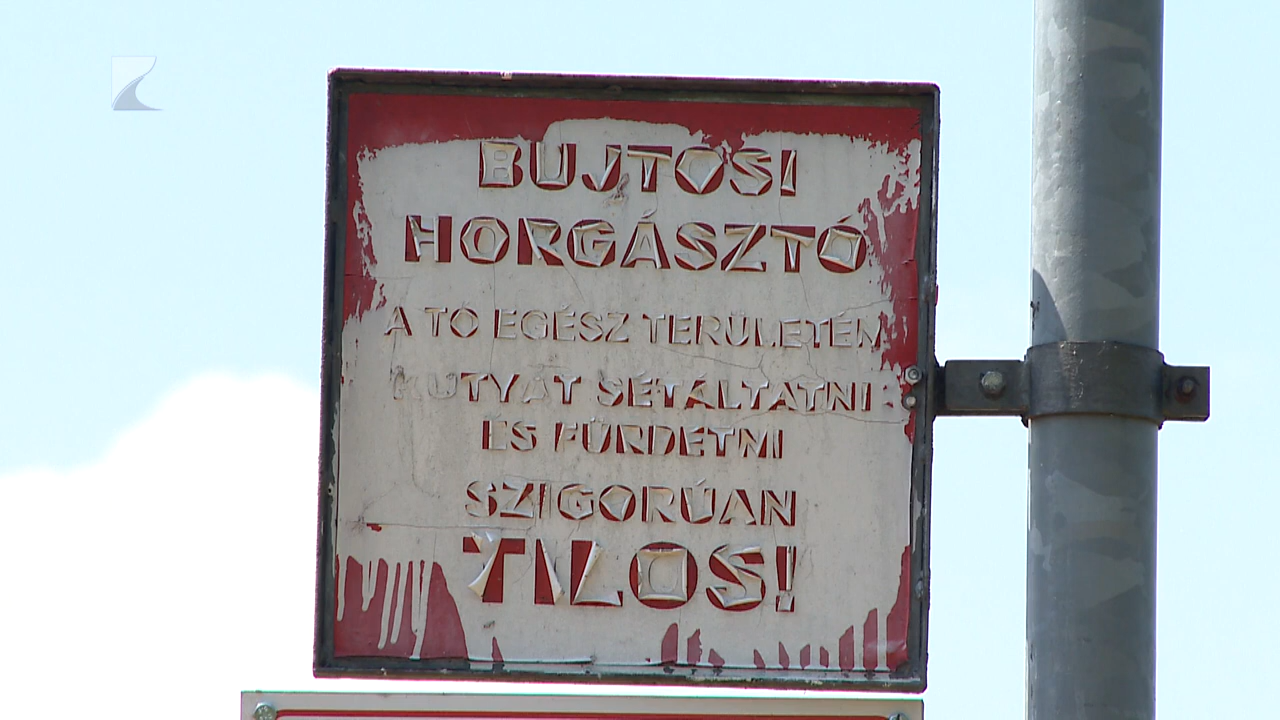 BUJTOSI
HORGÁSZTÓ
A TÓ EGÉSZ TERÜLETÉN
KUTYÁT SÉTÁLTATNI
ÉS FÜRDETNI
SZIGORÚAN
TILOS!